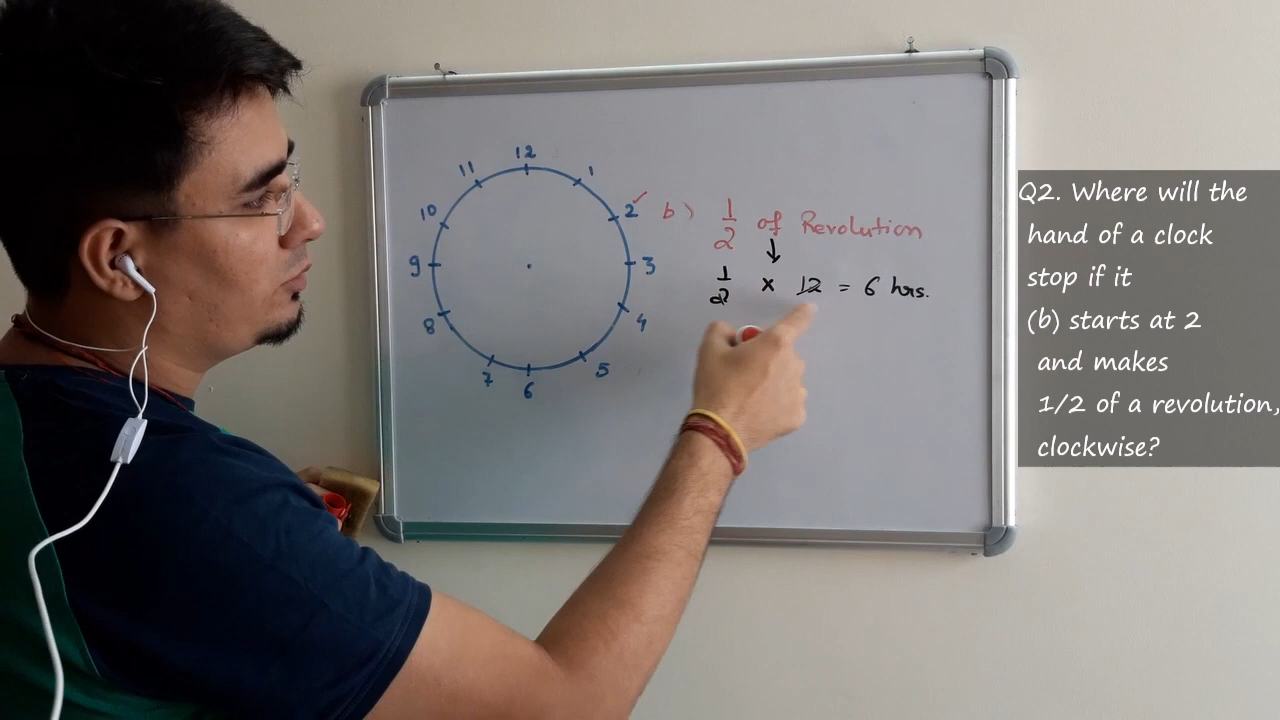 12
11
1
10
2✓
9
3
8
4
7
5
6
b) 1/2 of Revolution
↓
1/2 x 12 = 6 hrs.
Q2. Where will the
hand of a clock
stop if it
(b) starts at 2
and makes
1/2 of a revolution,
clockwise?